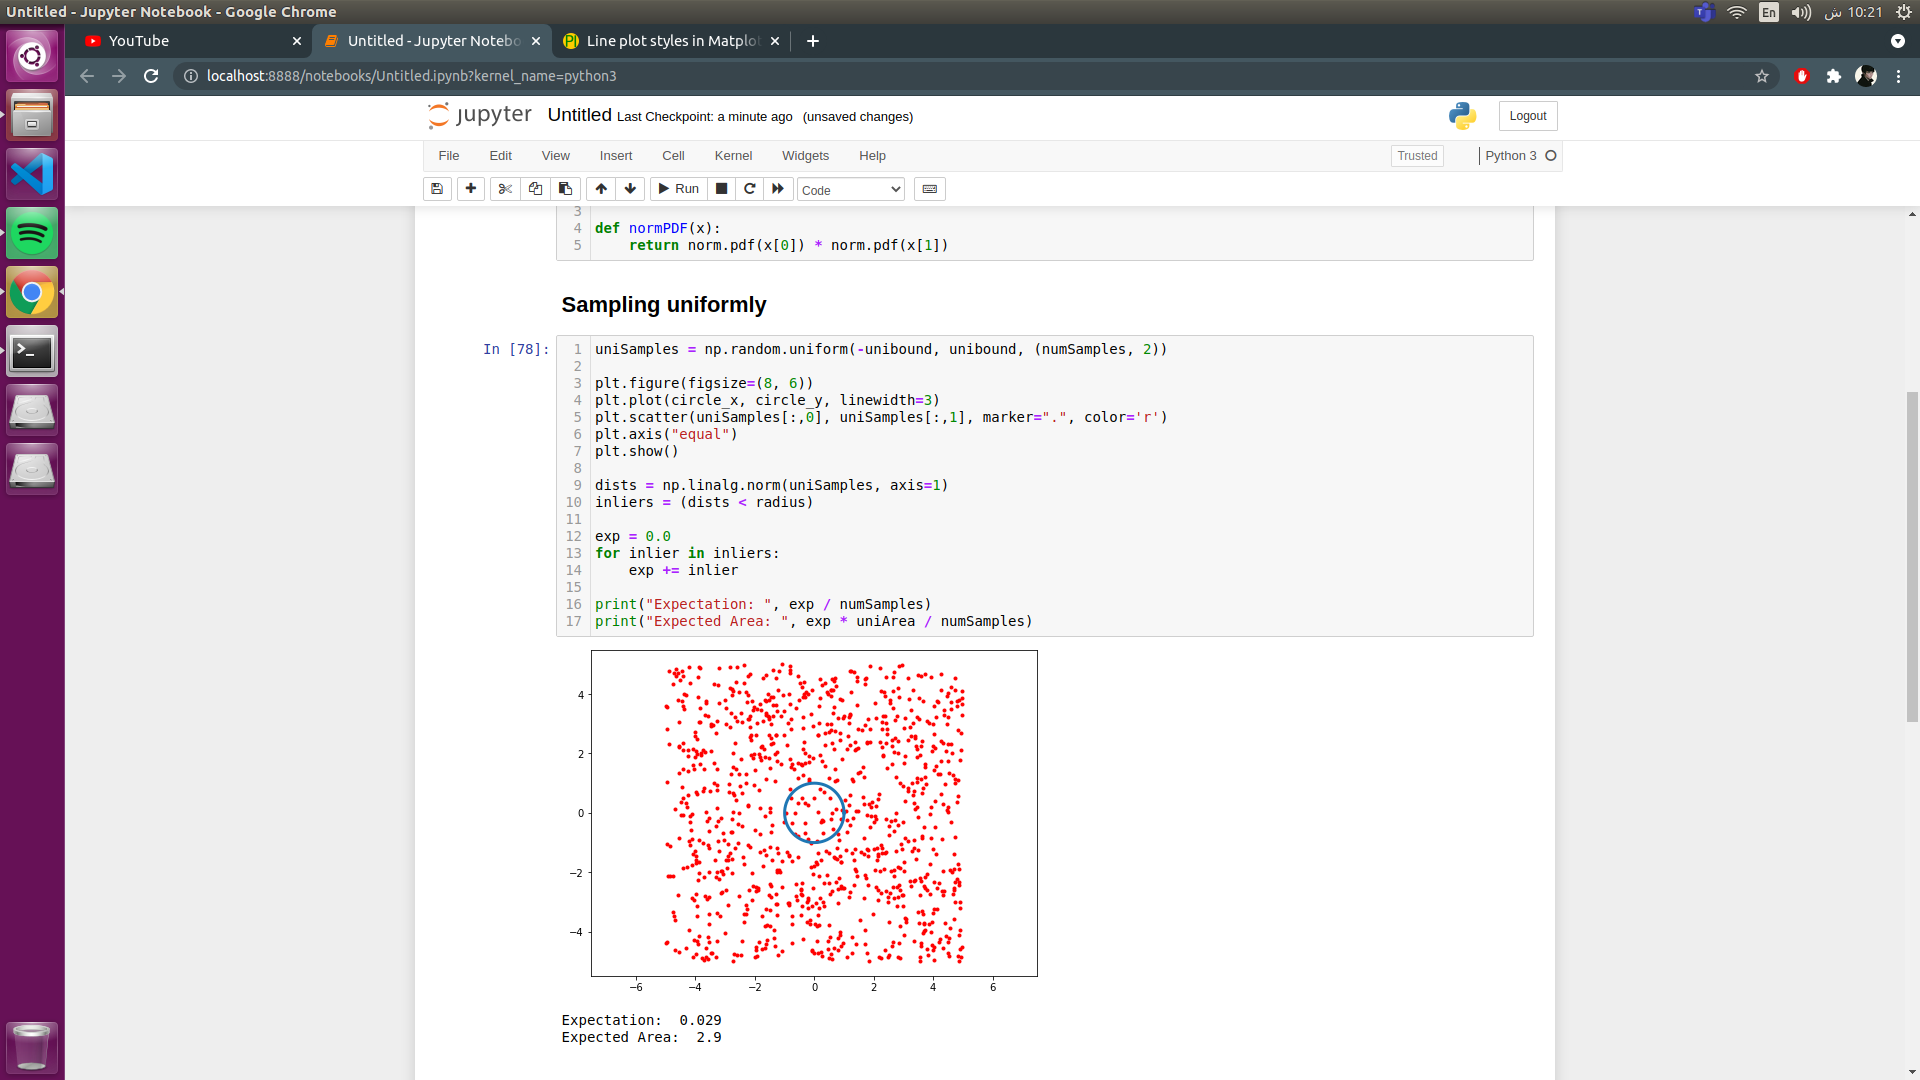 Untitled - Jupyter Notebook - Google Chrome
En
ش 10:21
YouTube
Untitled - Jupyter Notebo
Line plot styles in Matplot
localhost:8888/notebooks/Untitled.ipynb?kernel_name=python3
jupyter Untitled Last Checkpoint: a minute ago (unsaved changes)
Logout
File Edit View Insert Cell Kernel Widgets Help
Trusted
Python 3
Run
Code
3
4 def normPDF(x):
5     return norm.pdf(x[0]) * norm.pdf(x[1])
Sampling uniformly
In [78]:
1 uniSamples = np.random.uniform(-unibound, unibound, (numSamples, 2))
2
3 plt.figure(figsize=(8, 6))
4 plt.plot(circle_x, circle_y, linewidth=3)
5 plt.scatter(uniSamples[:,0], uniSamples[:,1], marker=".", color='r')
6 plt.axis("equal")
7 plt.show()
8
9 dists = np.linalg.norm(uniSamples, axis=1)
10 inliers = (dists < radius)
11
12 exp = 0.0
13 for inlier in inliers:
14     exp += inlier
15
16 print("Expectation: ", exp / numSamples)
17 print("Expected Area: ", exp * uniArea / numSamples)
4
2
0
−2
−4
−6 −4 −2 0 2 4 6
Expectation:  0.029
Expected Area:  2.9